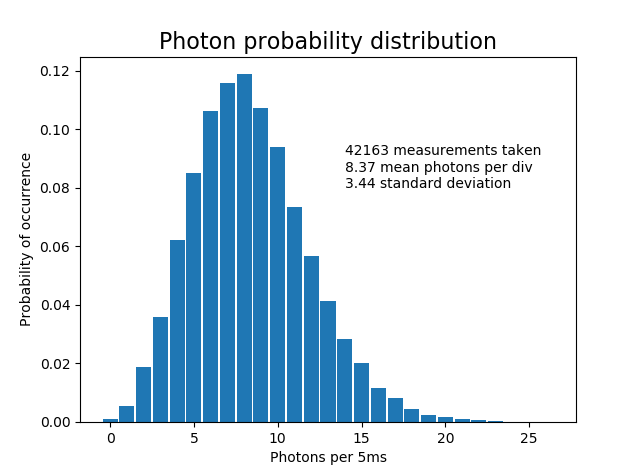 Photon probability distribution
0.12
0.10
0.08
0.06
0.04
0.02
0.00
Probability of occurrence
42163 measurements taken
8.37 mean photons per div
3.44 standard deviation
0 5 10 15 20 25
Photons per 5ms